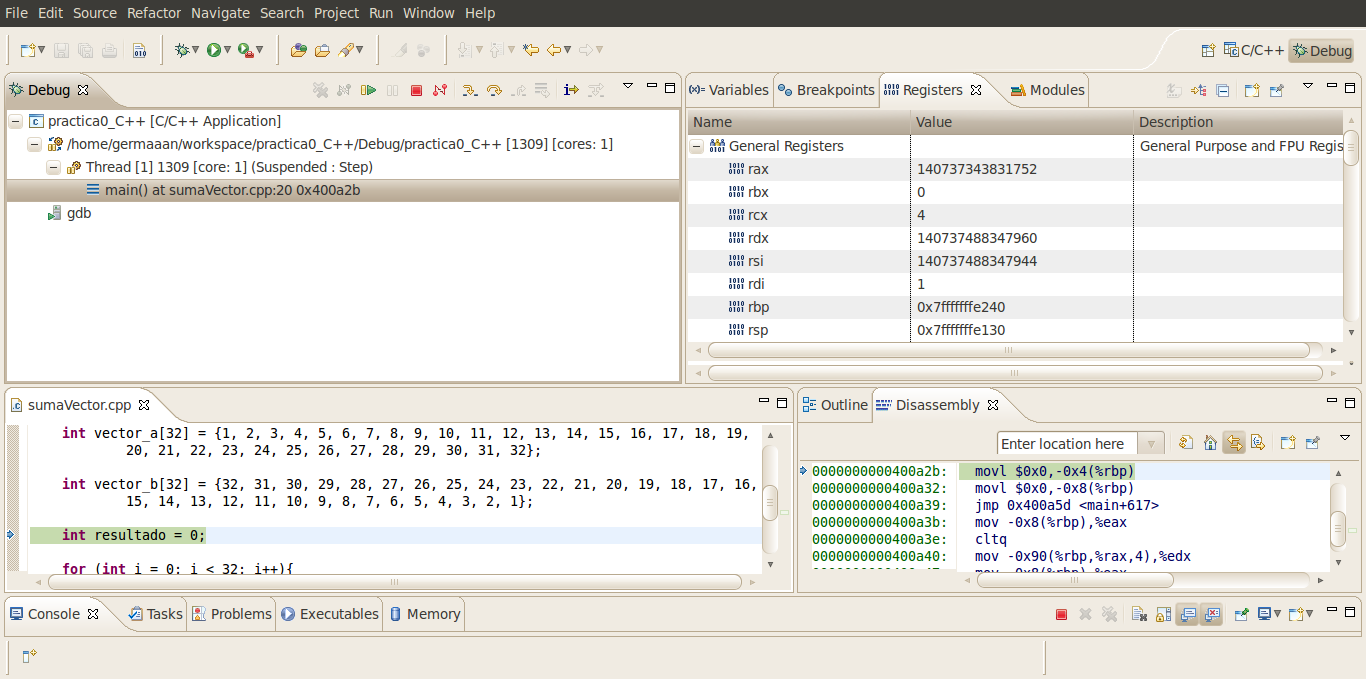 File Edit Source Refactor Navigate Search Project Run Window Help
C/C++ Debug
Debug
practica0_C++ [C/C++ Application]
/home/germaaan/workspace/practica0_C++/Debug/practica0_C++ [1309] [cores: 1]
Thread [1] 1309 [core: 1] (Suspended : Step)
main() at sumaVector.cpp:20 0x400a2b
gdb
(x)= Variables Breakpoints Registers Modules
Name Value Description
General Registers General Purpose and FPU Regis
rax 140737343831752
rbx 0
rcx 4
rdx 140737488347960
rsi 140737488347944
rdi 1
rbp 0x7fffffffe240
rsp 0x7fffffffe130
sumaVector.cpp
int vector_a[32] = {1, 2, 3, 4, 5, 6, 7, 8, 9, 10, 11, 12, 13, 14, 15, 16, 17, 18, 19,
20, 21, 22, 23, 24, 25, 26, 27, 28, 29, 30, 31, 32};
int vector_b[32] = {32, 31, 30, 29, 28, 27, 26, 25, 24, 23, 22, 21, 20, 19, 18, 17, 16,
15, 14, 13, 12, 11, 10, 9, 8, 7, 6, 5, 4, 3, 2, 1};
int resultado = 0;
for (int i = 0; i < 32; i++){
Outline Disassembly
Enter location here
0000000000400a2b: movl $0x0,-0x4(%rbp)
0000000000400a32: movl $0x0,-0x8(%rbp)
0000000000400a39: jmp 0x400a5d <main+617>
0000000000400a3b: mov -0x8(%rbp),%eax
0000000000400a3e: cltq
0000000000400a40: mov -0x90(%rbp,%rax,4),%edx
mov -0x8(%rbp),%eax
Console Tasks Problems Executables Memory